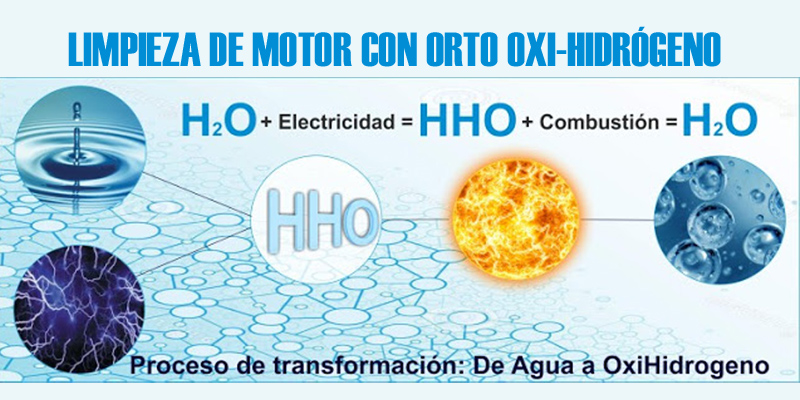 LIMPIEZA DE MOTOR CON ORTO OXI-HIDRÓGENO
H₂O + Electricidad = HHO + Combustión = H₂O
HHO
Proceso de transformación: De Agua a OxiHidrogeno